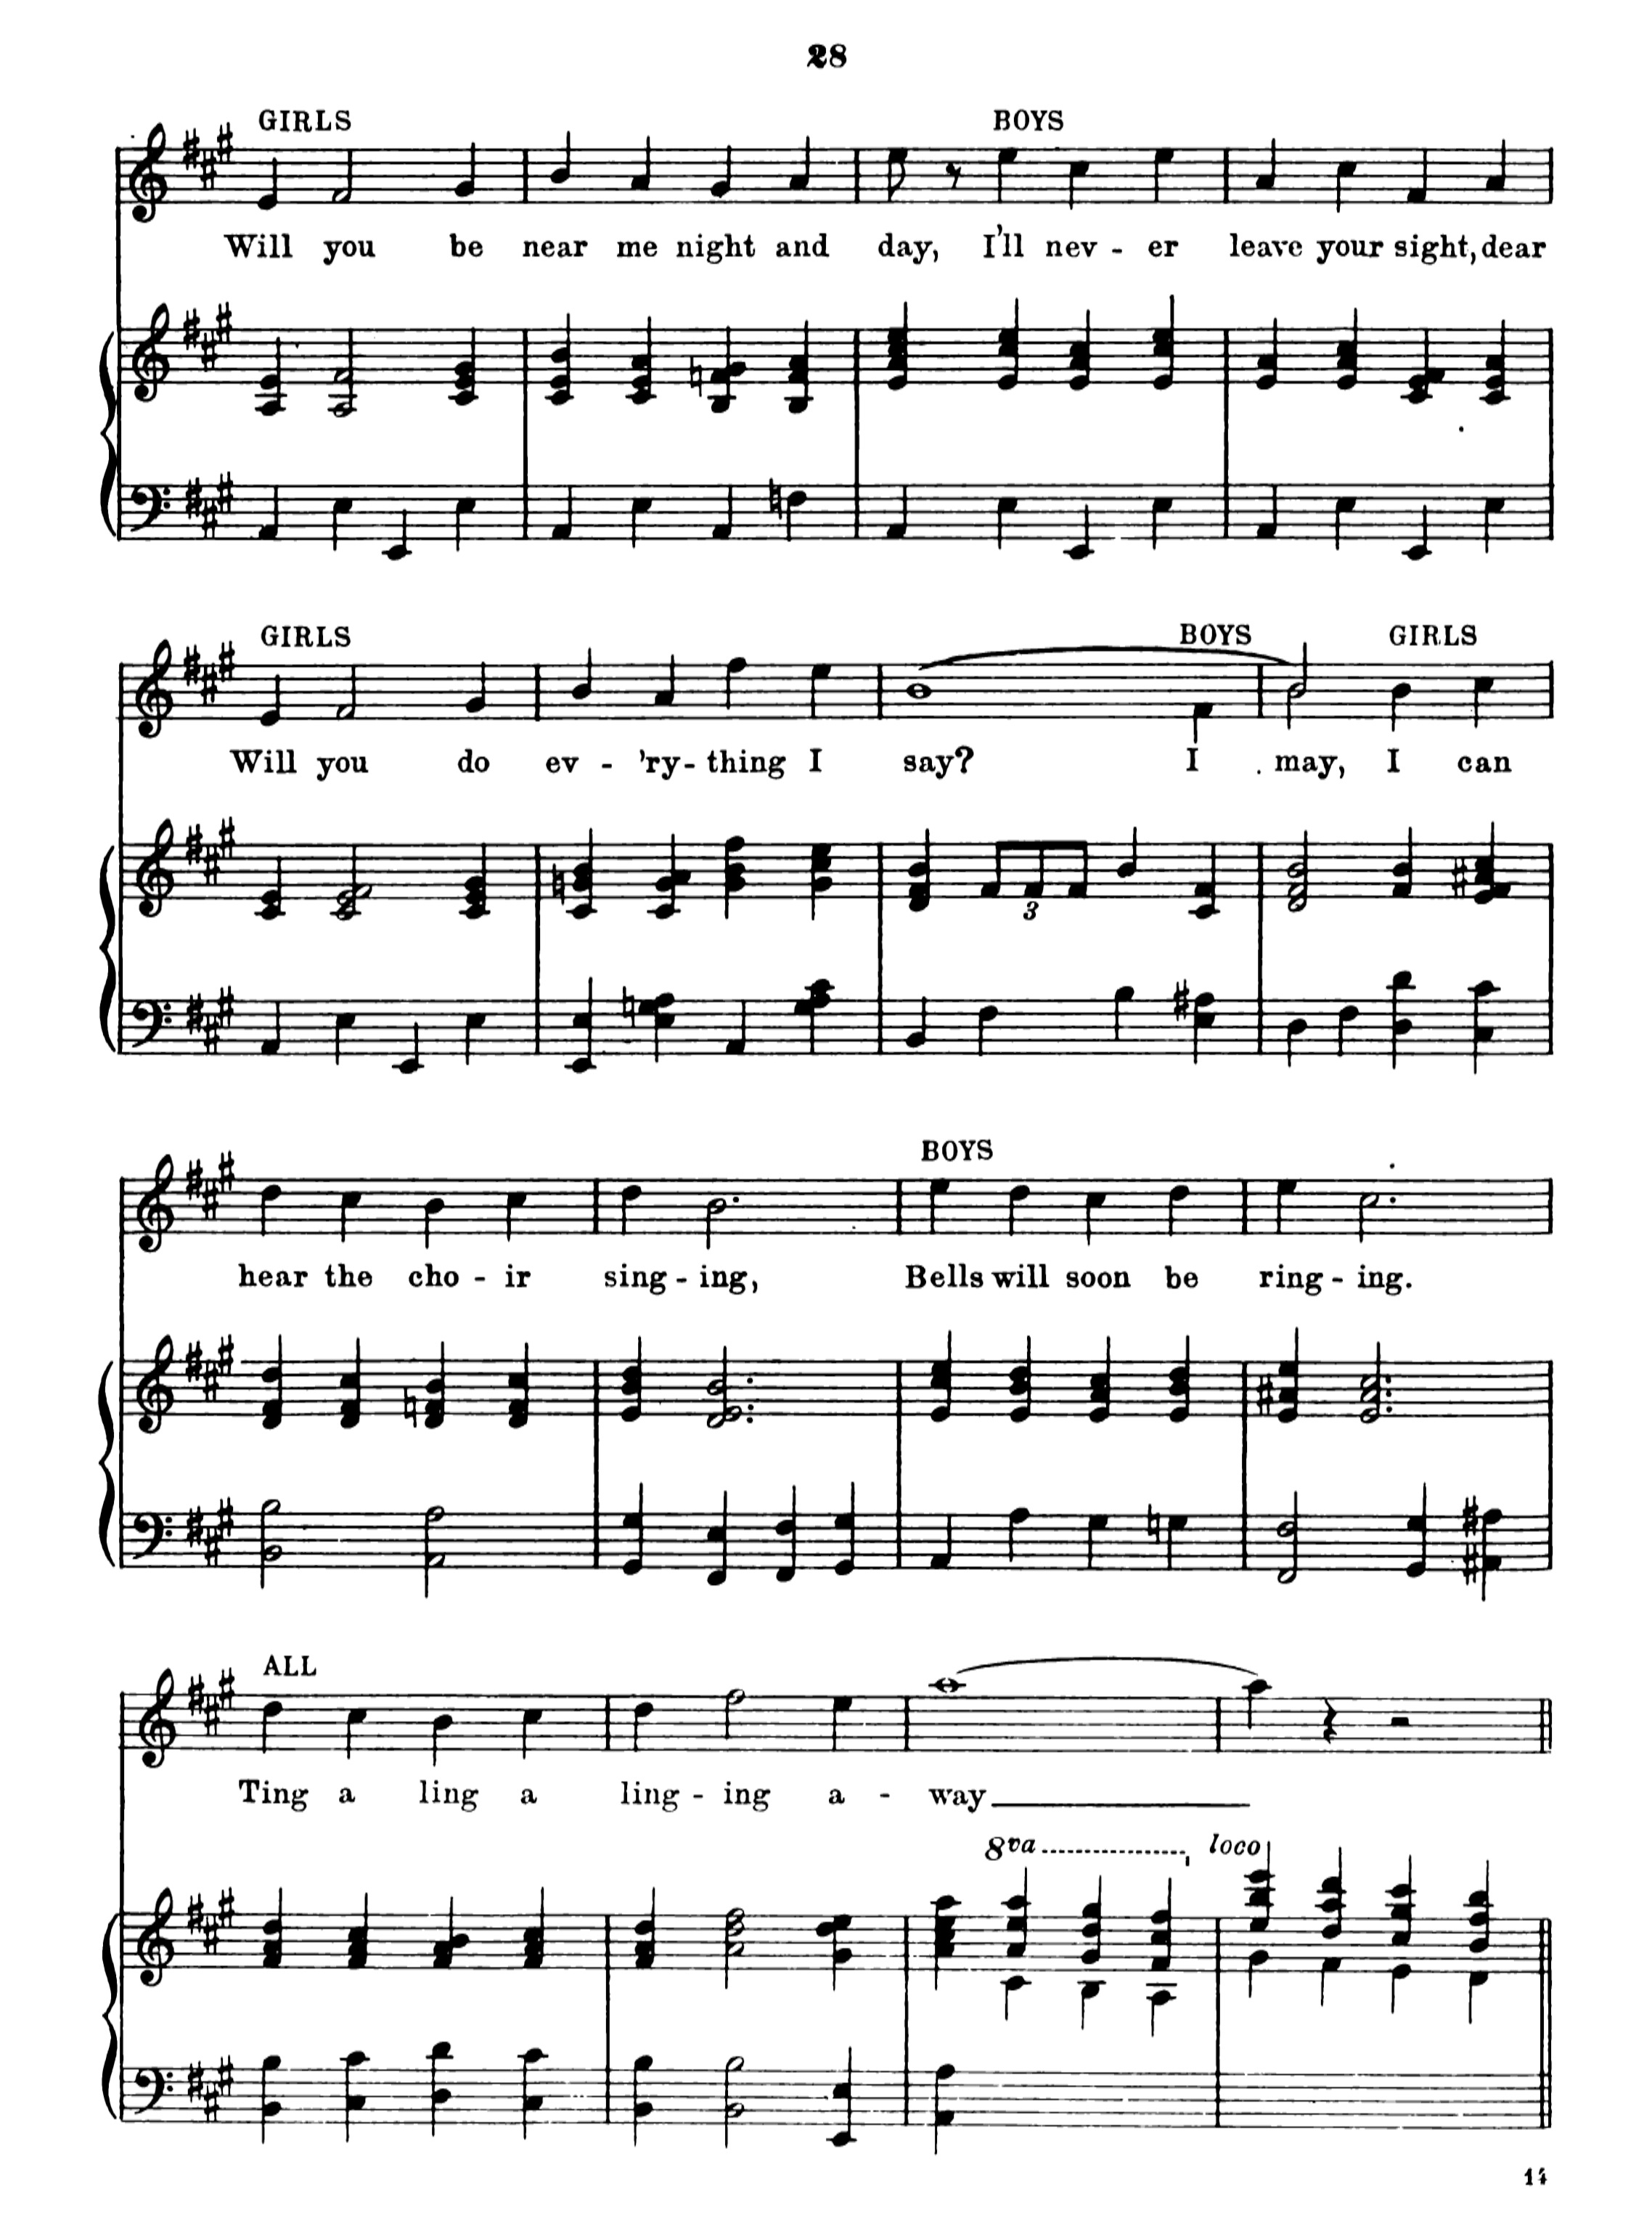 28
GIRLS BOYS
Will you be near me night and day, I'll nev - er leave your sight, dear
GIRLS BOYS GIRLS
Will you do ev - 'ry - thing I say? I may, I can
3
BOYS
hear the cho - ir sing - ing, Bells will soon be ring - ing.
ALL
Ting a ling a ling - ing a - way
8va loco